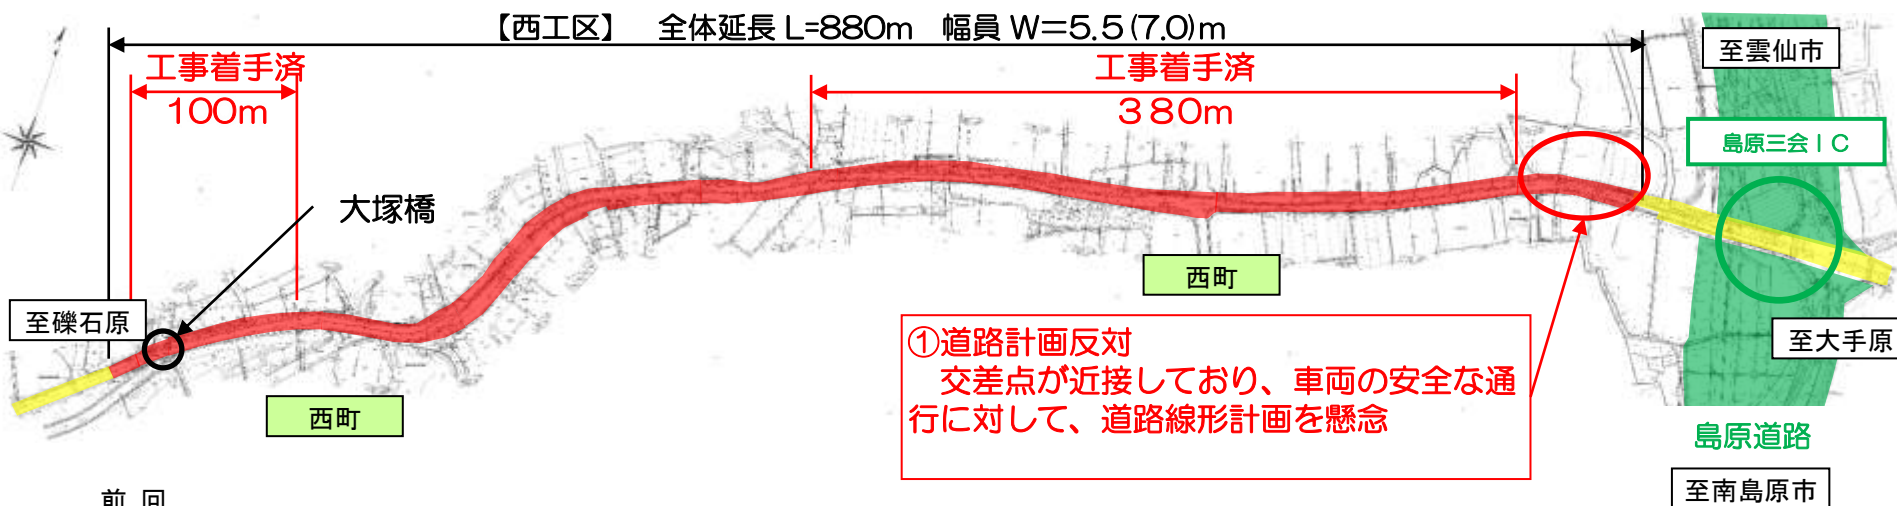 【西工区】　全体延長 L=880m　幅員 W=5.5(7.0)m
至雲仙市
工事着手済
100m
工事着手済
380m
島原三会IC
大塚橋
西町
至礫石原
①道路計画反対
交差点が近接しており、車両の安全な通
行に対して、道路線形計画を懸念
至大手原
西町
島原道路
至南島原市
前 回